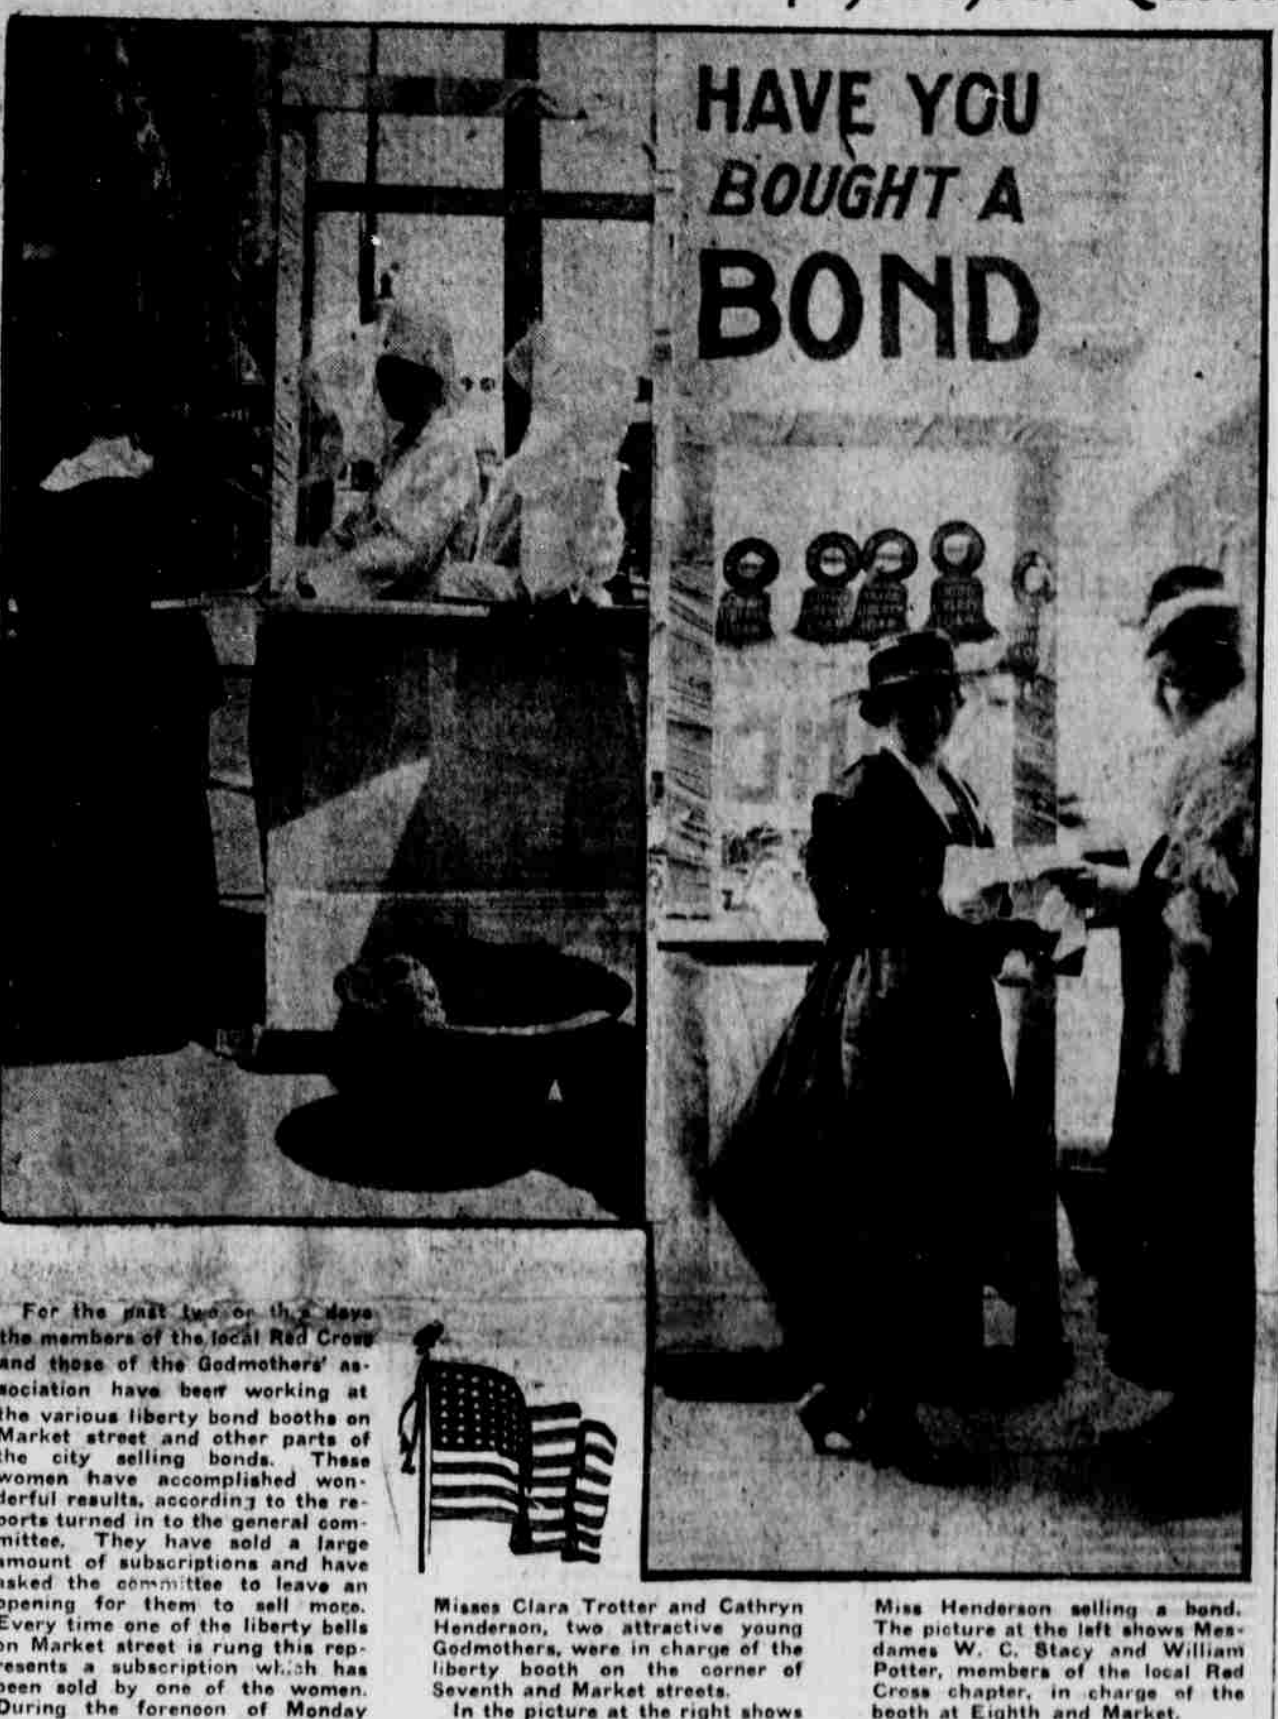 HAVE YOU
BOUGHT A
BOND
For the past two or days
the members of the local Red Cross
and those of the Godmothers' as-
sociation have been working at
the various liberty bond booths on
Market street and other parts of
the city selling bonds. These
women have accomplished won-
derful results, according to the re-
ports turned in to the general com-
mittee. They have sold a large
amount of subscriptions and have
asked the committee to leave an
opening for them to sell more.
Every time one of the liberty bells
on Market street is rung this rep-
resents a subscription which has
been sold by one of the women.
During the forenoon of Monday
Misses Clara Trotter and Cathryn
Henderson, two attractive young
Godmothers, were in charge of the
liberty booth on the corner of
Seventh and Market streets.
In the picture at the right shows
Miss Henderson selling a bond.
The picture at the left shows Mes-
dames W. C. Stacy and William
Potter, members of the local Red
Cross chapter, in charge of the
booth at Eighth and Market.